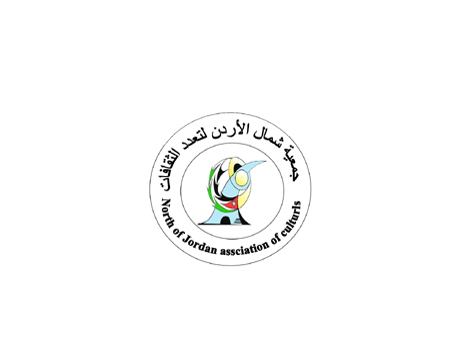 جمعية شمال الأردن لتعدد الثقافات
North of Jordan assciation of culturis